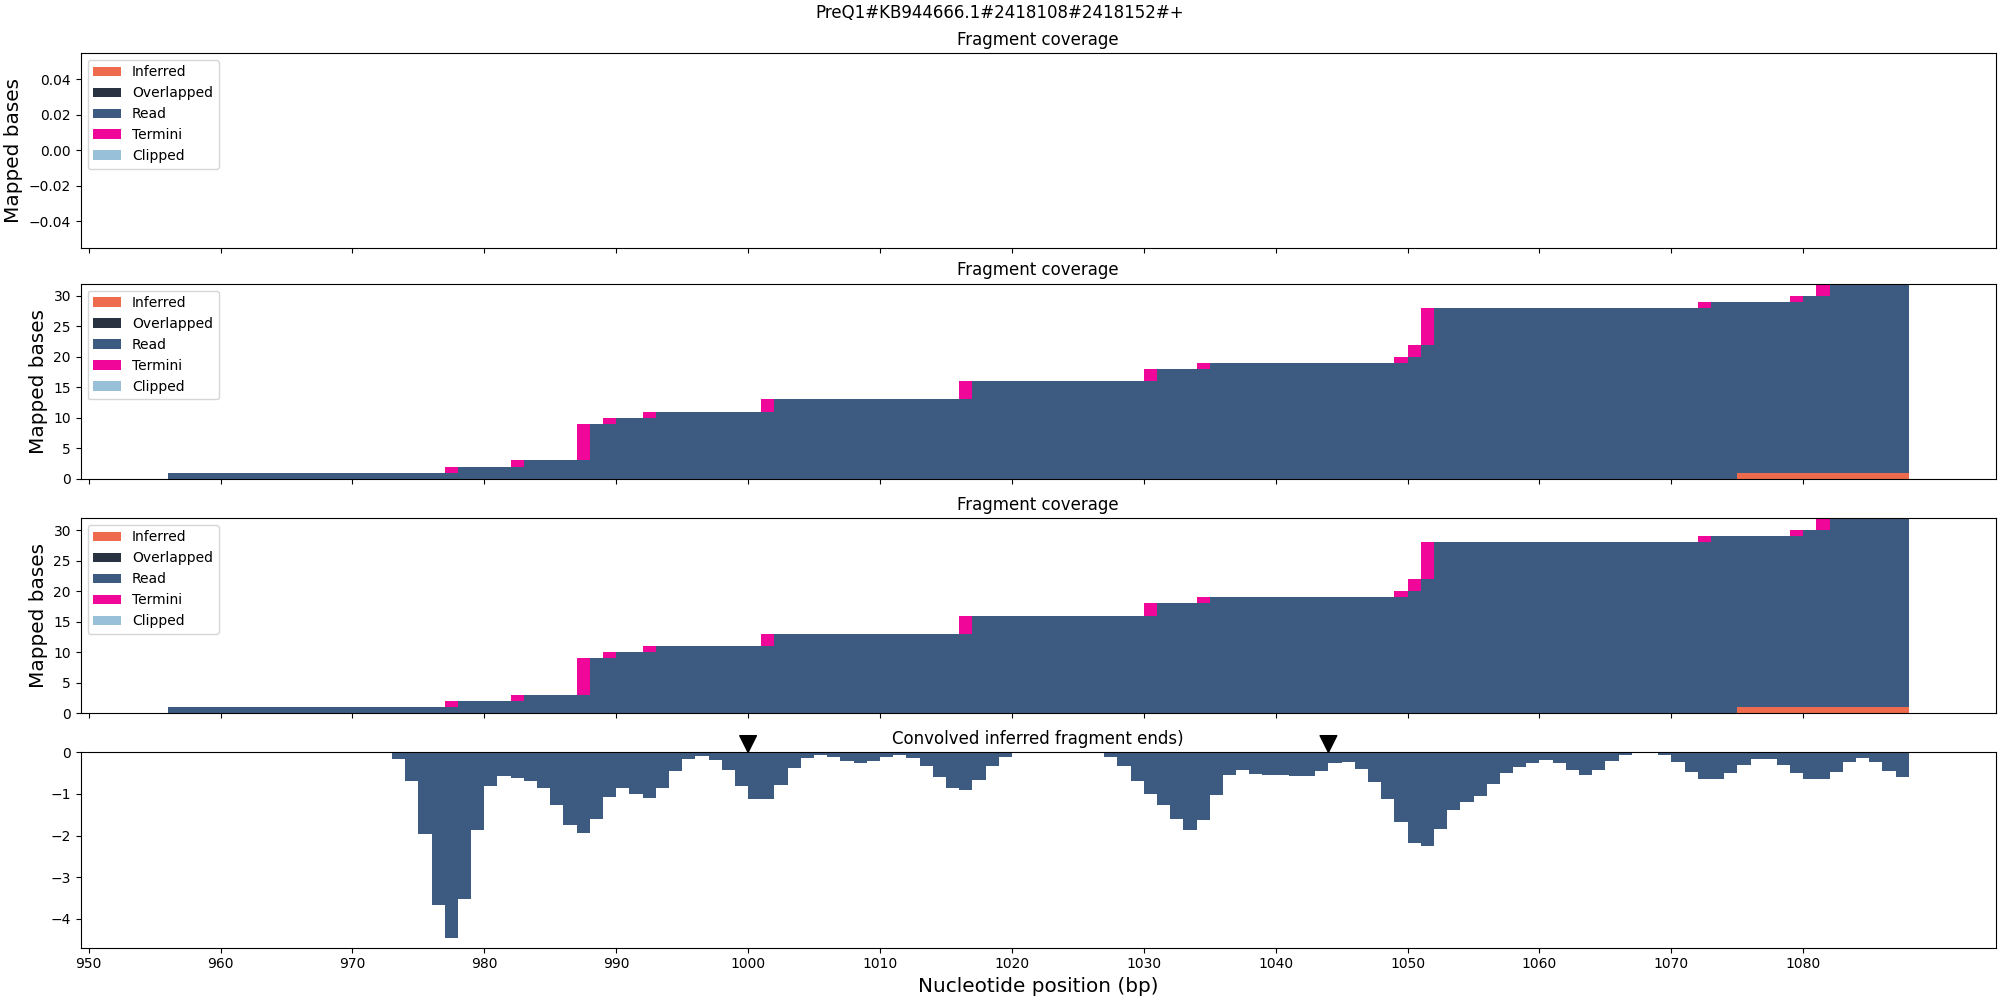 PreQ1#KB944666.1#2418108#2418152#+
Fragment coverage
Mapped bases
0.04
0.02
0.00
−0.02
−0.04
Inferred
Overlapped
Read
Termini
Clipped
Fragment coverage
Mapped bases
30
25
20
15
10
5
0
Inferred
Overlapped
Read
Termini
Clipped
Fragment coverage
Mapped bases
30
25
20
15
10
5
0
Inferred
Overlapped
Read
Termini
Clipped
Convolved inferred fragment ends)
0
−1
−2
−3
−4
950 960 970 980 990 1000 1010 1020 1030 1040 1050 1060 1070 1080
Nucleotide position (bp)